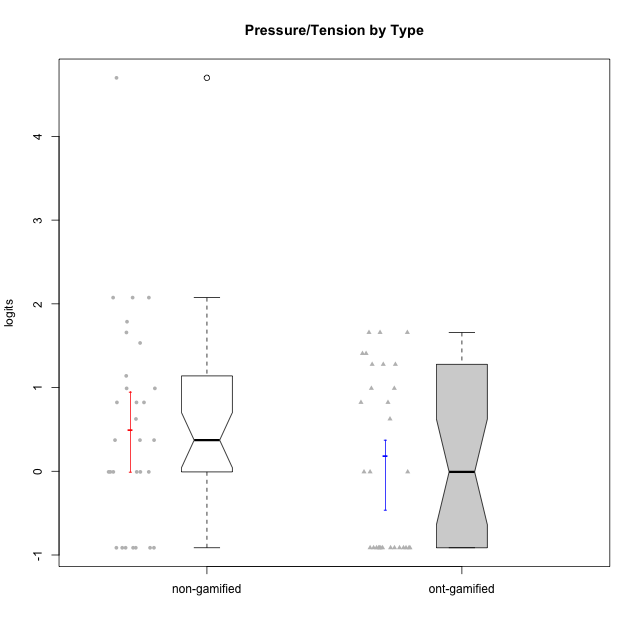 Pressure/Tension by Type
logits
4
3
2
1
0
-1
non-gamified
ont-gamified